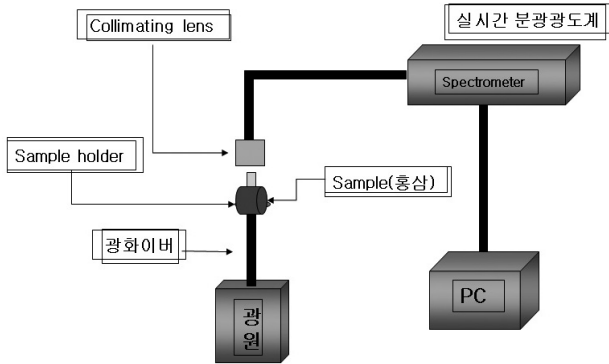 Collimating lens
실시간 분광광도계
Spectrometer
Sample holder
Sample(홍삼)
광화이버
광원
PC